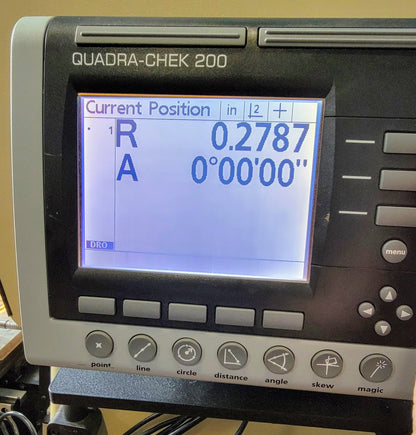 QUADRA-CHEK 200
Current Position in 2
1 R 0.2787
A 0°00'00"
DRO
menu
point line circle distance angle skew magic